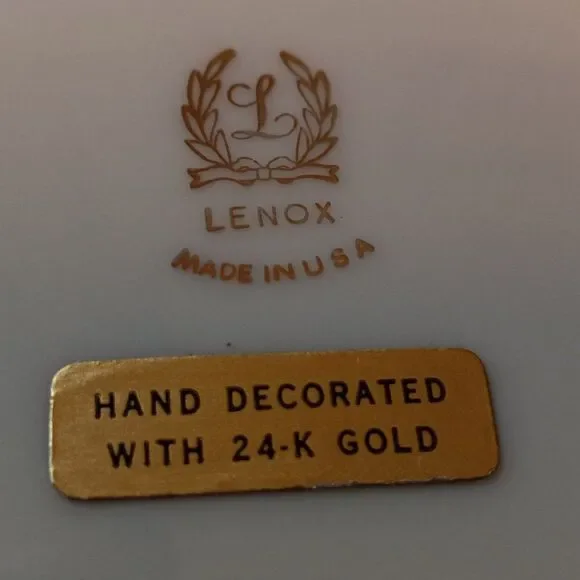 L
LENOX
MADE IN USA
HAND DECORATED
WITH 24-K GOLD